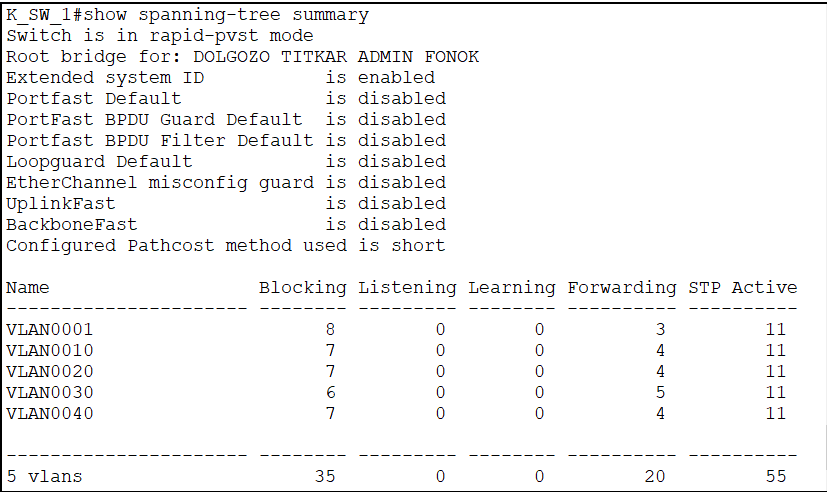 K_SW_1#show spanning-tree summary
Switch is in rapid-pvst mode
Root bridge for: DOLGOZO TITKAR ADMIN FONOK
Extended system ID           is enabled
Portfast Default             is disabled
PortFast BPDU Guard Default  is disabled
Portfast BPDU Filter Default is disabled
Loopguard Default            is disabled
EtherChannel misconfig guard is disabled
UplinkFast                   is disabled
BackboneFast                 is disabled
Configured Pathcost method used is short

Name                   Blocking Listening Learning Forwarding STP Active
---------------------- -------- --------- -------- ---------- ----------
VLAN0001                     8         0        0          3         11
VLAN0010                     7         0        0          4         11
VLAN0020                     7         0        0          4         11
VLAN0030                     6         0        0          5         11
VLAN0040                     7         0        0          4         11

---------------------- -------- --------- -------- ---------- ----------
5 vlans                     35         0        0         20         55